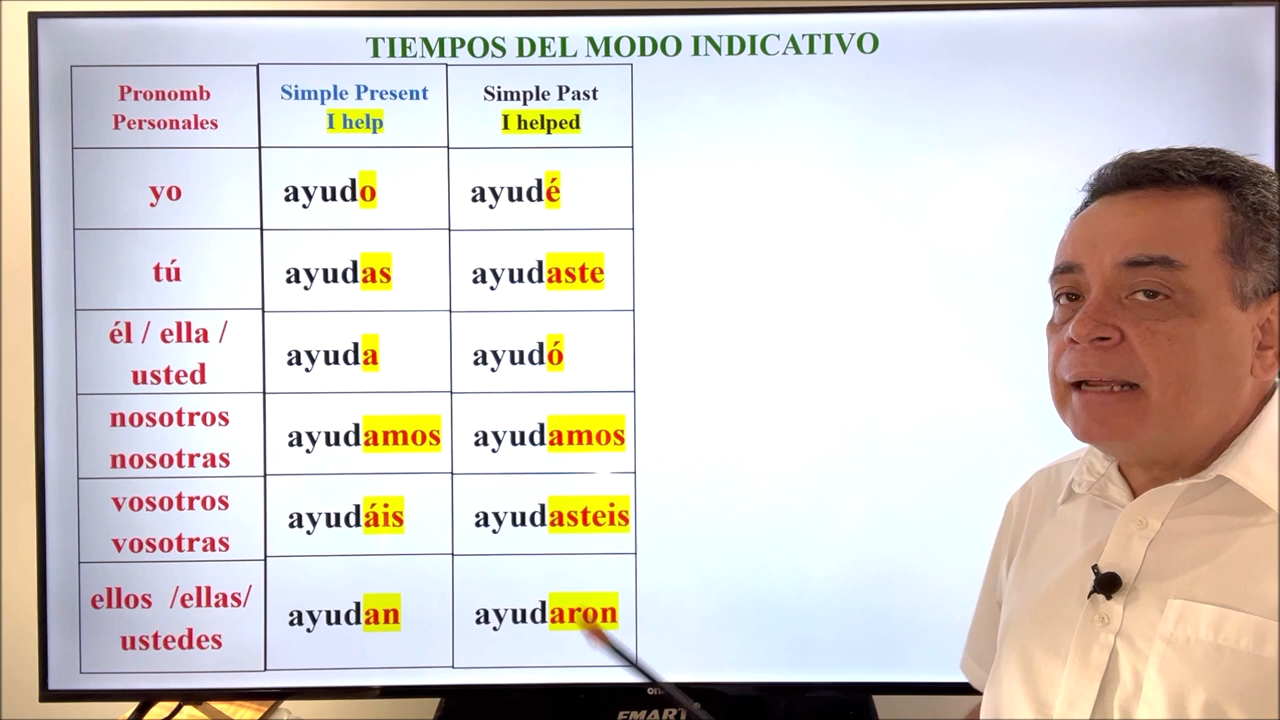 TIEMPOS DEL MODO INDICATIVO
Pronomb
Personales
Simple Present
I help
Simple Past
I helped
yo
ayudo
ayudé
tú
ayudas
ayudaste
él / ella /
usted
ayuda
ayudó
nosotros
nosotras
ayudamos
ayudamos
vosotros
vosotras
ayudáis
ayudasteis
ellos /ellas/
ustedes
ayudan
ayudaron